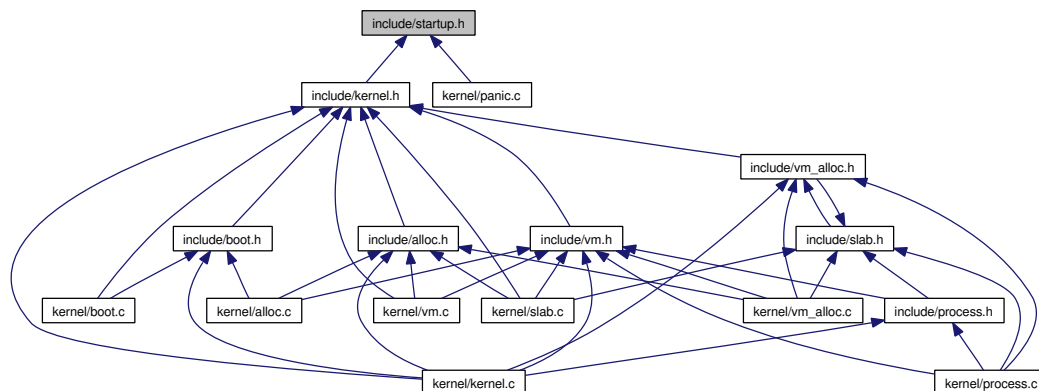 include/startup.h
include/kernel.h
kernel/panic.c
include/vm_alloc.h
include/boot.h
include/alloc.h
include/vm.h
include/slab.h
kernel/boot.c
kernel/alloc.c
kernel/vm.c
kernel/slab.c
kernel/vm_alloc.c
include/process.h
kernel/kernel.c
kernel/process.c